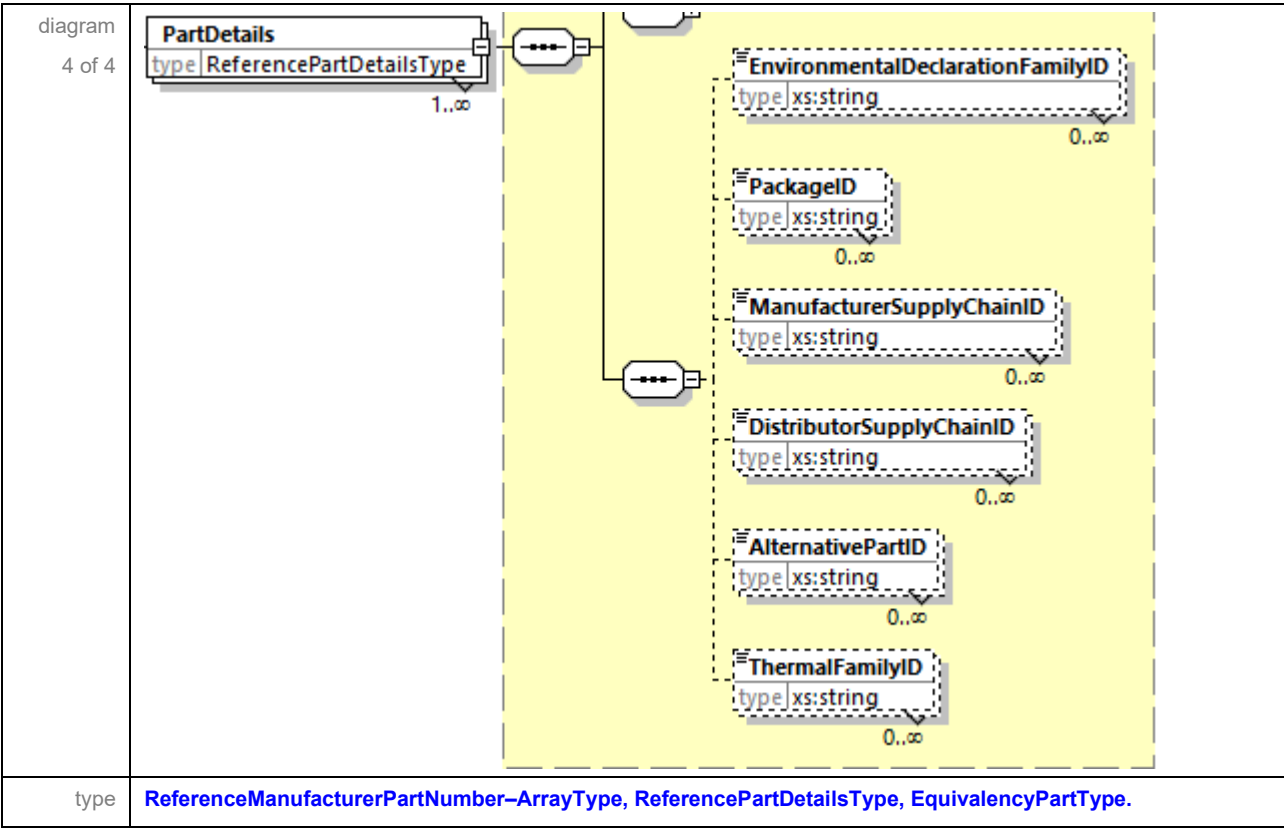 diagram
4 of 4
PartDetails
type ReferencePartDetailsType
1..∞
EnvironmentalDeclarationFamilyID
type xs:string
0..∞
PackageID
type xs:string
0..∞
ManufacturerSupplyChainID
type xs:string
0..∞
DistributorSupplyChainID
type xs:string
0..∞
AlternativePartID
type xs:string
0..∞
ThermalFamilyID
type xs:string
0..∞
type ReferenceManufacturerPartNumber–ArrayType, ReferencePartDetailsType, EquivalencyPartType.